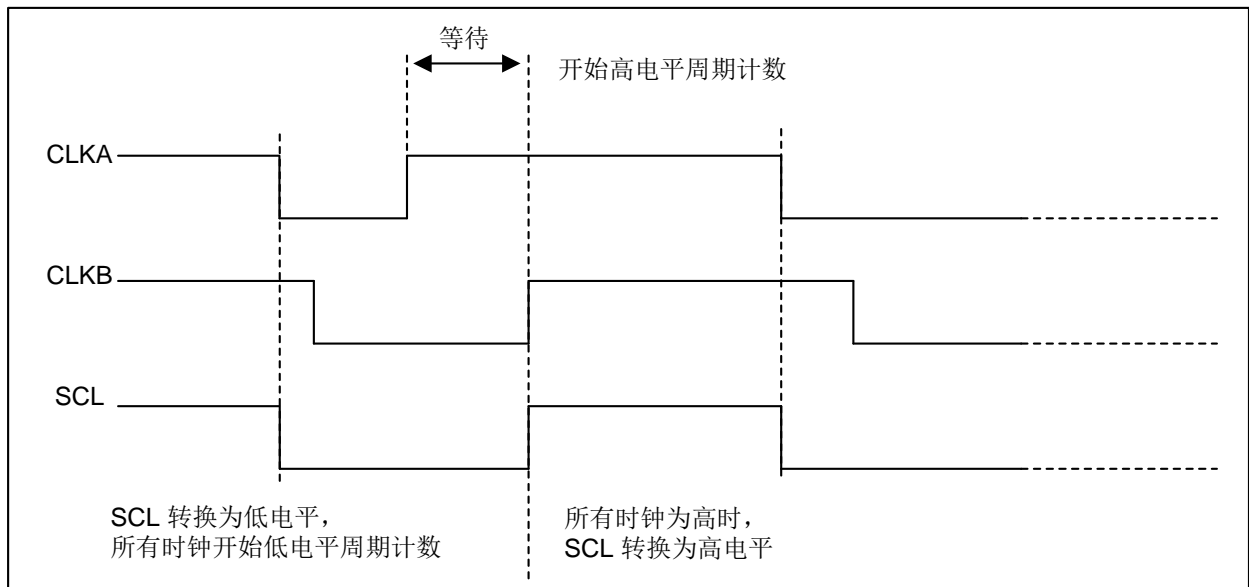 等待
开始高电平周期计数
CLKA
CLKB
SCL
SCL 转换为低电平，
所有时钟开始低电平周期计数
所有时钟为高时，
SCL 转换为高电平